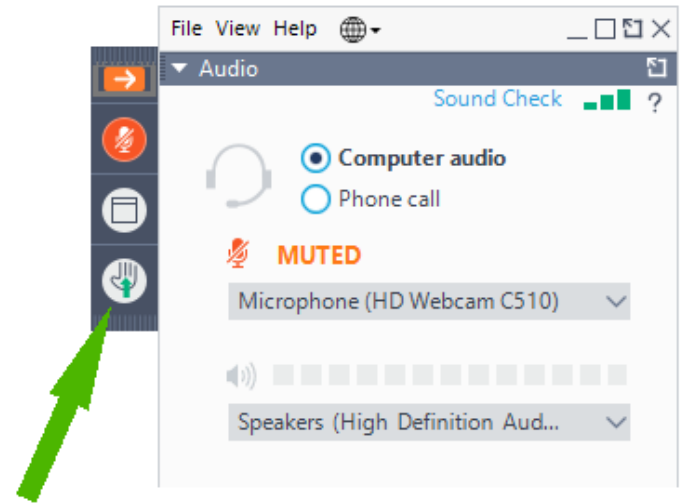 File View Help
Audio
Sound Check ?
Computer audio
Phone call
MUTED
Microphone (HD Webcam C510)
Speakers (High Definition Aud...